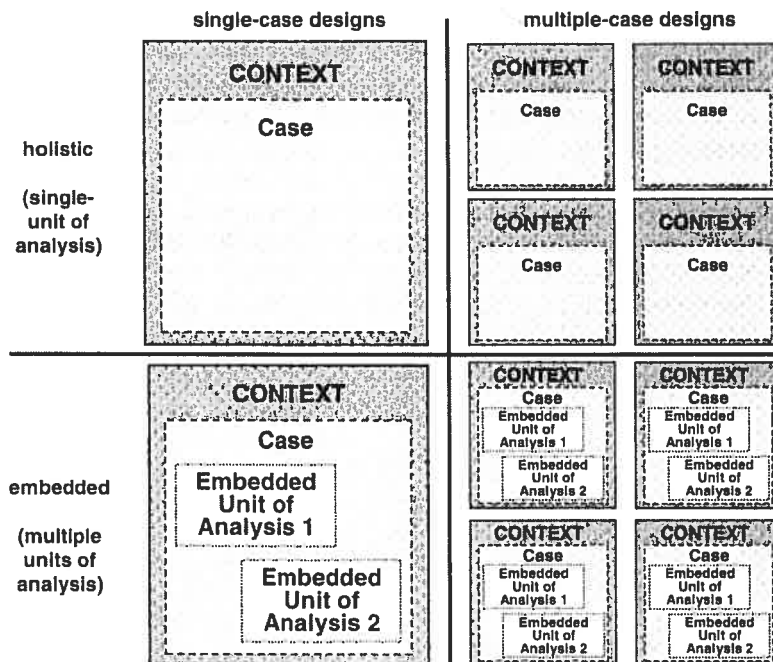 single-case designs
multiple-case designs
holistic
(single-
unit of
analysis)
CONTEXT
Case
CONTEXT
Case
CONTEXT
Case
CONTEXT
Case
CONTEXT
Case
embedded
(multiple
units of
analysis)
CONTEXT
Case
Embedded
Unit of
Analysis 1
Embedded
Unit of
Analysis 2
CONTEXT
Case
Embedded
Unit of
Analysis 1
Embedded
Unit of
Analysis 2
CONTEXT
Case
Embedded
Unit of
Analysis 1
Embedded
Unit of
Analysis 2
CONTEXT
Case
Embedded
Unit of
Analysis 1
Embedded
Unit of
Analysis 2
CONTEXT
Case
Embedded
Unit of
Analysis 1
Embedded
Unit of
Analysis 2